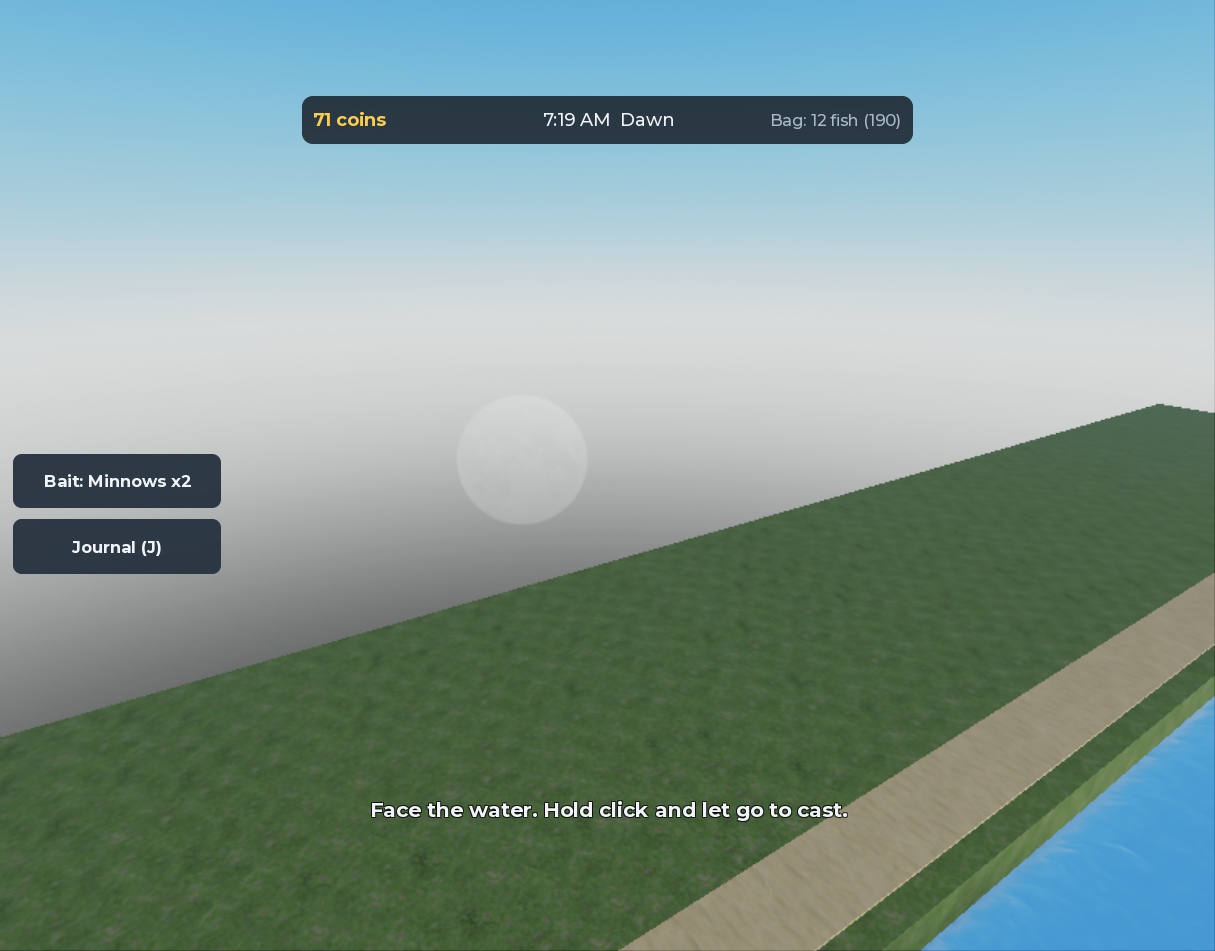 71 coins
7:19 AM Dawn
Bag: 12 fish (190)
Bait: Minnows x2
Journal (J)
Face the water. Hold click and let go to cast.